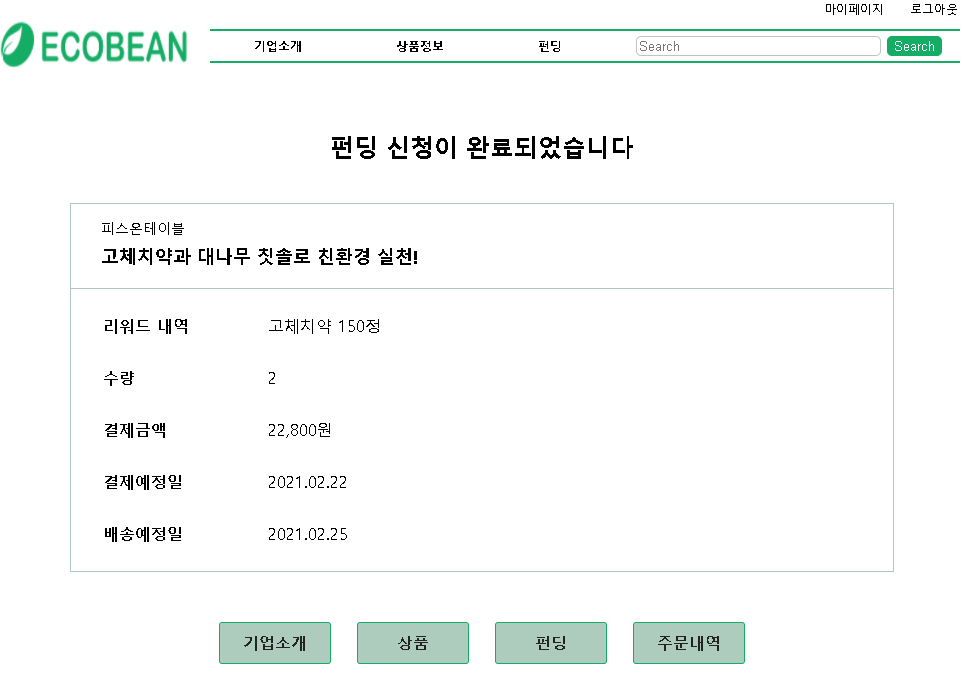 마이페이지 로그아웃
ECOBEAN 기업소개 상품정보 펀딩 Search Search
펀딩 신청이 완료되었습니다
피스온테이블
고체치약과 대나무 칫솔로 친환경 실천!
리워드 내역 고체치약 150정
수량 2
결제금액 22,800원
결제예정일 2021.02.22
배송예정일 2021.02.25
기업소개 상품 펀딩 주문내역